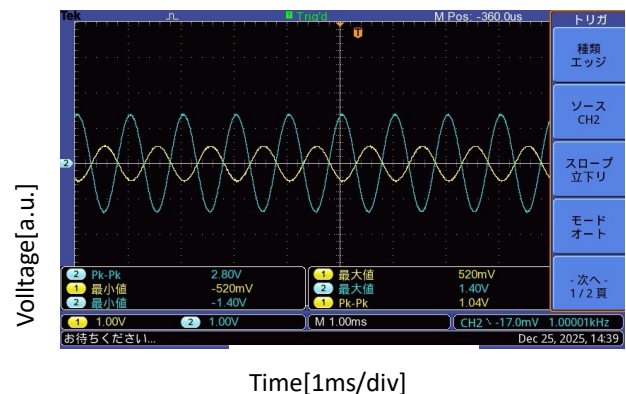 Tek
Trig'd
M Pos: -360.0us
トリガ
T
T
種類
エッジ
ソース
CH2
スロープ
立下り
モード
オート
- 次へ -
1/2 頁
2
2 Pk-Pk 2.80V
1 最小値 -520mV
2 最小値 -1.40V
1 最大値 520mV
2 最大値 1.40V
1 Pk-Pk 1.04V
1 1.00V
2 1.00V
M 1.00ms
CH2 \ -17.0mV 1.00001kHz
お待ちください...
Dec 25, 2025, 14:39
Volltage[a.u.]
Time[1ms/div]